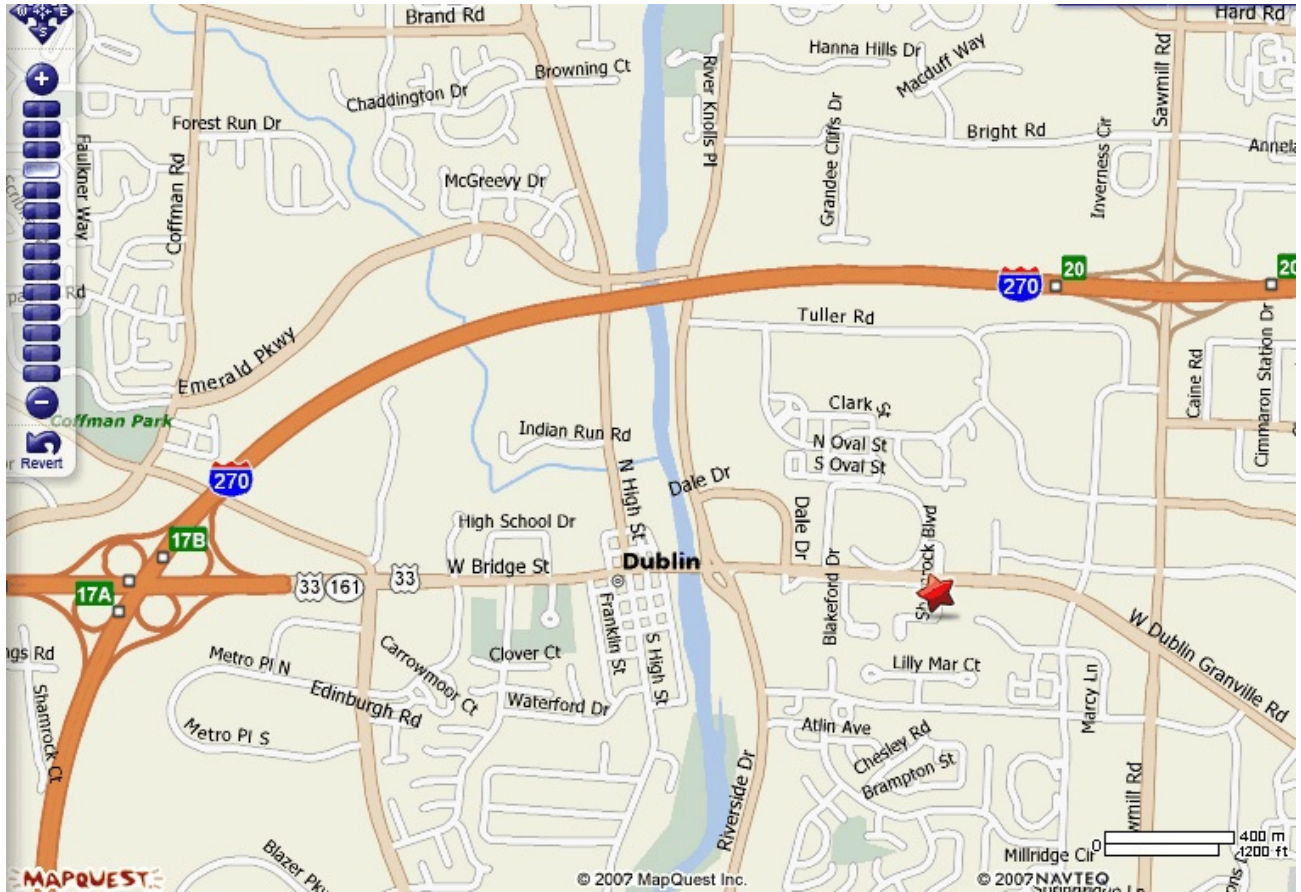 Brand Rd
Hard Rd
Hanna Hills Dr
Macduff Way
Browning Ct
River Knolls Pl
Sawmill Rd
Chaddington Dr
Forest Run Dr
Grandee Cliffs Dr
Bright Rd
Inverness Cir
Faulkner Way
Coffman Rd
McGreevy Dr
20
20
270
Tuller Rd
Emerald Pkwy
Caine Rd
Cimmaron Station Dr
Coffman Park
Clark St
Indian Run Rd
N Oval St
S Oval St
Revert
270
N High St
Dale Dr
High School Dr
Dale Dr
17B
W Bridge St
Dublin
Blakeford Dr
33
161
33
17A
Franklin St
S High St
W Dublin Granville Rd
Metro Pl N
Carrowmoor Ct
Clover Ct
Lilly Mar Ct
Marcy Ln
Edinburgh Rd
Waterford Dr
Shamrock Ct
Metro Pl S
Atlin Ave
Chesley Rd
Brampton St
Riverside Dr
0
400 m
1200 ft
Millridge Cir
Blazer
MAPQUEST
© 2007 MapQuest Inc.
© 2007 NAVTEQ